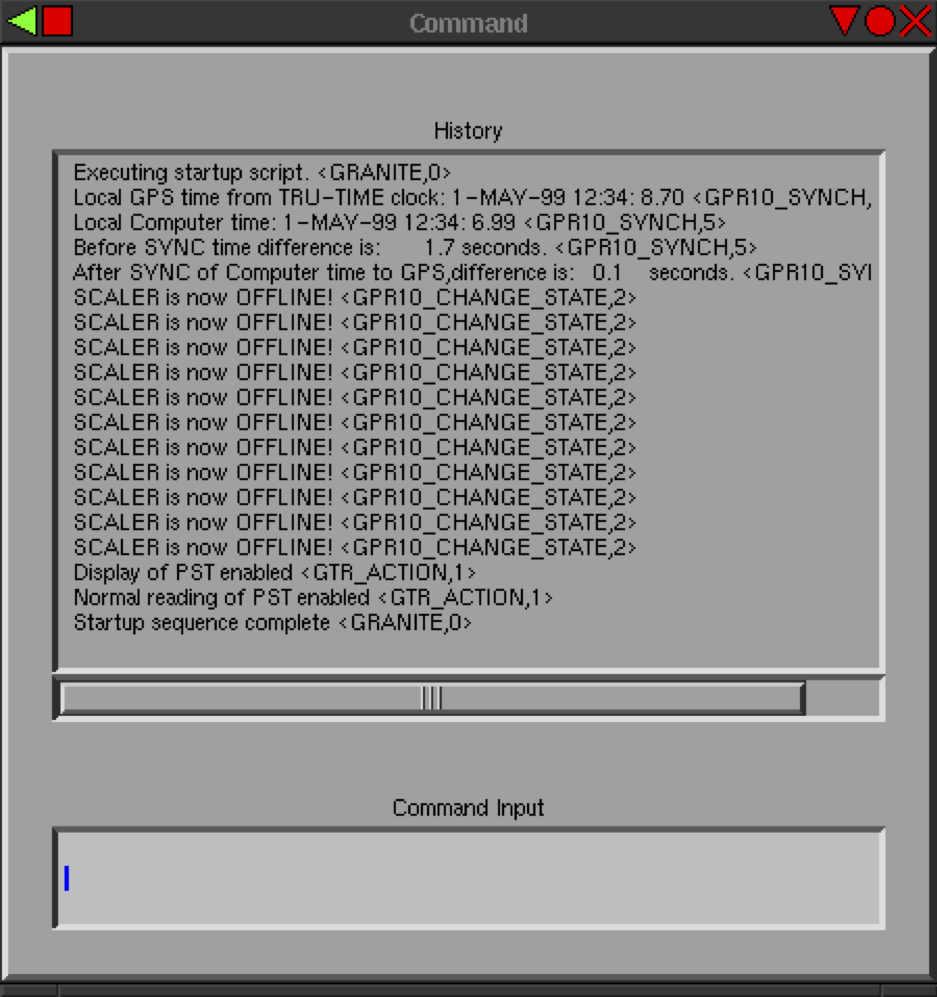 Command
History
Executing startup script. <GRANITE,0>
Local GPS time from TRU-TIME clock: 1-MAY-99 12:34: 8.70 <GPR10_SYNCH,
Local Computer time: 1-MAY-99 12:34: 6.99 <GPR10_SYNCH,5>
Before SYNC time difference is:      1.7 seconds. <GPR10_SYNCH,5>
After SYNC of Computer time to GPS,difference is:   0.1    seconds. <GPR10_SY
SCALER is now OFFLINE! <GPR10_CHANGE_STATE,2>
SCALER is now OFFLINE! <GPR10_CHANGE_STATE,2>
SCALER is now OFFLINE! <GPR10_CHANGE_STATE,2>
SCALER is now OFFLINE! <GPR10_CHANGE_STATE,2>
SCALER is now OFFLINE! <GPR10_CHANGE_STATE,2>
SCALER is now OFFLINE! <GPR10_CHANGE_STATE,2>
SCALER is now OFFLINE! <GPR10_CHANGE_STATE,2>
SCALER is now OFFLINE! <GPR10_CHANGE_STATE,2>
SCALER is now OFFLINE! <GPR10_CHANGE_STATE,2>
SCALER is now OFFLINE! <GPR10_CHANGE_STATE,2>
SCALER is now OFFLINE! <GPR10_CHANGE_STATE,2>
Display of PST enabled <GTR_ACTION,1>
Normal reading of PST enabled <GTR_ACTION,1>
Startup sequence complete <GRANITE,0>
Command Input